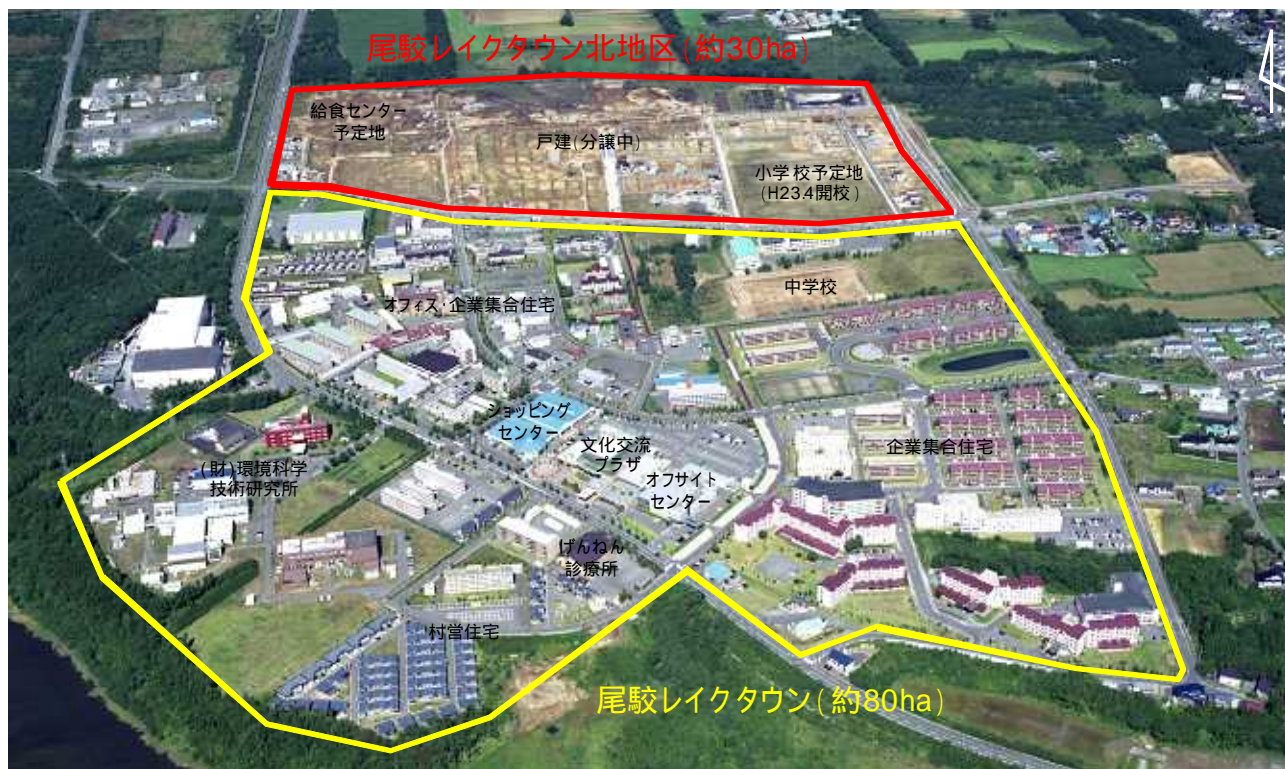 尾駮レイクタウン北地区(約30ha)
給食センター
予定地
戸建(分譲中)
小学校予定地
(H23.4開校)
中学校
オフィス・企業集合住宅
ショッピング
センター
文化交流
プラザ
オフサイト
センター
企業集合住宅
(財)環境科学
技術研究所
げんねん
診療所
村営住宅
尾駮レイクタウン(約80ha)